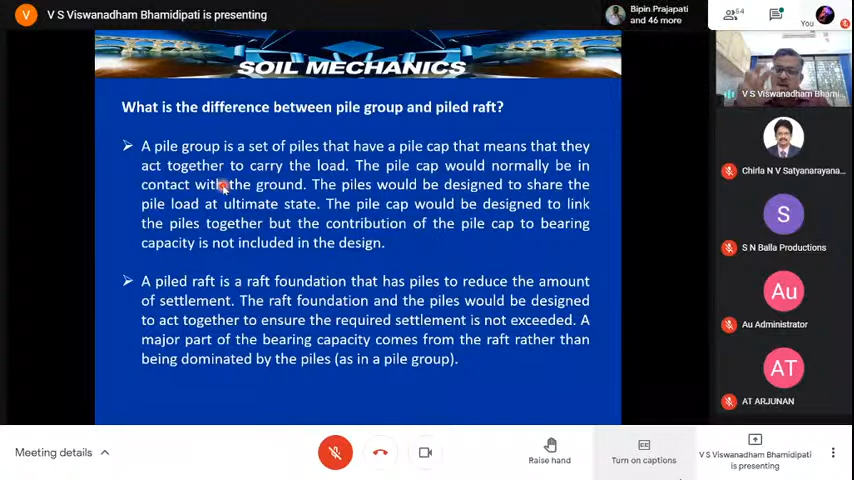 V
V S Viswanadham Bhamidipati is presenting
Bipin Prajapati
and 46 more
54
You
SOIL MECHANICS
What is the difference between pile group and piled raft?
A pile group is a set of piles that have a pile cap that means that they
act together to carry the load. The pile cap would normally be in
contact with the ground. The piles would be designed to share the
pile load at ultimate state. The pile cap would be designed to link
the piles together but the contribution of the pile cap to bearing
capacity is not included in the design.
A piled raft is a raft foundation that has piles to reduce the amount
of settlement. The raft foundation and the piles would be designed
to act together to ensure the required settlement is not exceeded. A
major part of the bearing capacity comes from the raft rather than
being dominated by the piles (as in a pile group).
V S Viswanadham Bhami...
Chirla N V Satyanarayana...
S
S N Balla Productions
Au
Au Administrator
AT
AT ARJUNAN
Meeting details
Raise hand
Turn on captions
V S Viswanadham Bhamidipati
is presenting